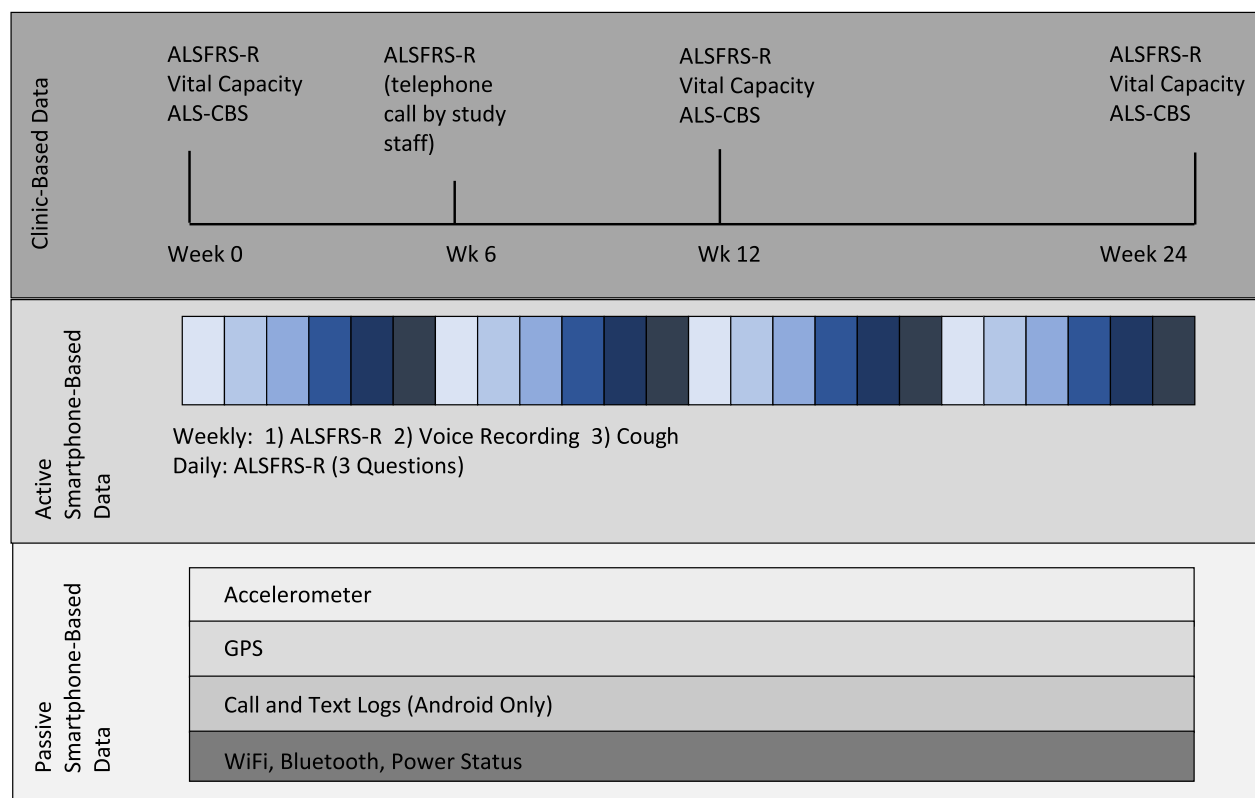 Clinic-Based Data
ALSFRS-R
Vital Capacity
ALS-CBS
ALSFRS-R
(telephone
call by study
staff)
ALSFRS-R
Vital Capacity
ALS-CBS
ALSFRS-R
Vital Capacity
ALS-CBS
Week 0
Wk 6
Wk 12
Week 24
Active
Smartphone-Based
Data
Weekly:  1) ALSFRS-R  2) Voice Recording  3) Cough
Daily: ALSFRS-R (3 Questions)
Passive
Smartphone-Based
Data
Accelerometer
GPS
Call and Text Logs (Android Only)
WiFi, Bluetooth, Power Status